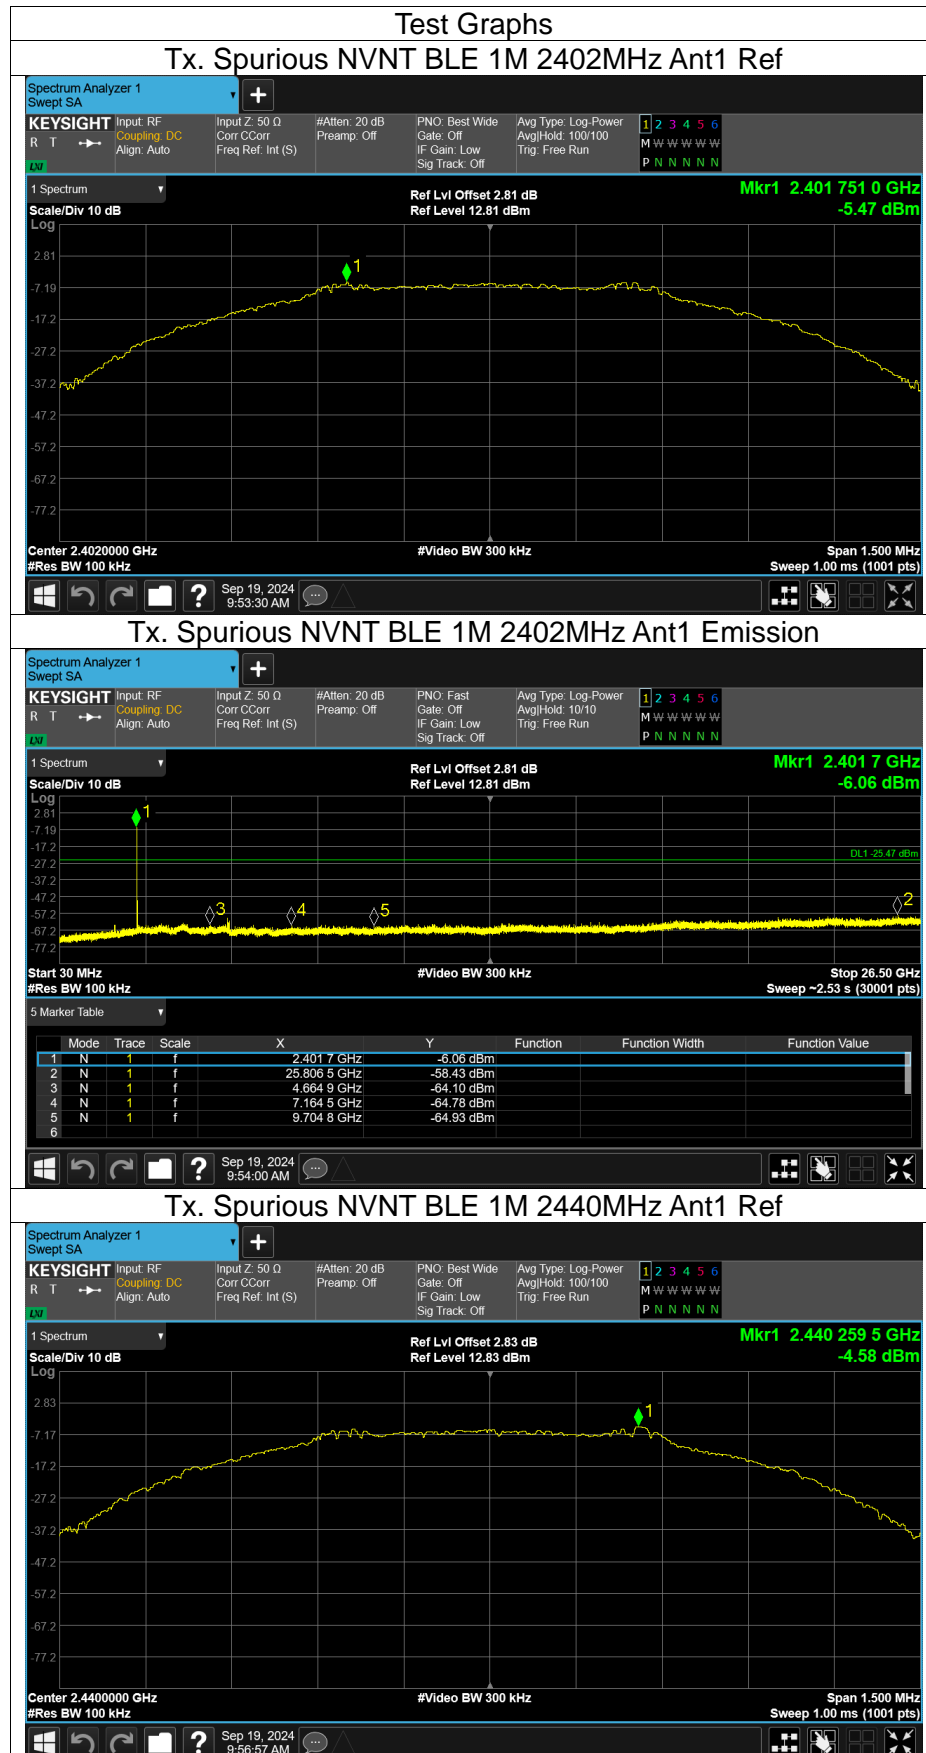 Test Graphs
Tx. Spurious NVNT BLE 1M 2402MHz Ant1 Ref
Spectrum Analyzer 1
Swept SA
+
KEYSIGHT Input: RF Input Z: 50 Ω #Atten: 20 dB PNO: Best Wide Avg Type: Log-Power 1 2 3 4 5 6
R T Coupling: DC Corr CCorr Preamp: Off Gate: Off Avg|Hold: 100/100 M W W W W W
Align: Auto Freq Ref: Int (S) IF Gain: Low Trig: Free Run
LXI Sig Track: Off P N N N N N
1 Spectrum Ref Lvl Offset 2.81 dB Mkr1 2.401 751 0 GHz
Scale/Div 10 dB Ref Level 12.81 dBm -5.47 dBm
Log
2.81
1
-7.19
-17.2
-27.2
-37.2
-47.2
-57.2
-67.2
-77.2
Center 2.4020000 GHz #Video BW 300 kHz Span 1.500 MHz
#Res BW 100 kHz Sweep 1.00 ms (1001 pts)
? Sep 19, 2024
9:53:30 AM
Tx. Spurious NVNT BLE 1M 2402MHz Ant1 Emission
Spectrum Analyzer 1
Swept SA
+
KEYSIGHT Input: RF Input Z: 50 Ω #Atten: 20 dB PNO: Fast Avg Type: Log-Power 1 2 3 4 5 6
R T Coupling: DC Corr CCorr Preamp: Off Gate: Off Avg|Hold: 10/10 M W W W W W
Align: Auto Freq Ref: Int (S) IF Gain: Low Trig: Free Run
LXI Sig Track: Off P N N N N N
1 Spectrum Ref Lvl Offset 2.81 dB Mkr1 2.401 7 GHz
Scale/Div 10 dB Ref Level 12.81 dBm -6.06 dBm
Log
2.81 1
-7.19
-17.2
DL1 -25.47 dBm
-27.2
-37.2
-47.2
3 4 5 2
-57.2
-67.2
-77.2
Start 30 MHz #Video BW 300 kHz Stop 26.50 GHz
#Res BW 100 kHz Sweep ~2.53 s (30001 pts)
5 Marker Table
Mode Trace Scale X Y Function Function Width Function Value
1 N 1 f 2.401 7 GHz -6.06 dBm
2 N 1 f 25.806 5 GHz -58.43 dBm
3 N 1 f 4.664 9 GHz -64.10 dBm
4 N 1 f 7.164 5 GHz -64.78 dBm
5 N 1 f 9.704 8 GHz -64.93 dBm
6
? Sep 19, 2024
9:54:00 AM
Tx. Spurious NVNT BLE 1M 2440MHz Ant1 Ref
Spectrum Analyzer 1
Swept SA
+
KEYSIGHT Input: RF Input Z: 50 Ω #Atten: 20 dB PNO: Best Wide Avg Type: Log-Power 1 2 3 4 5 6
R T Coupling: DC Corr CCorr Preamp: Off Gate: Off Avg|Hold: 100/100 M W W W W W
Align: Auto Freq Ref: Int (S) IF Gain: Low Trig: Free Run
LXI Sig Track: Off P N N N N N
1 Spectrum Ref Lvl Offset 2.83 dB Mkr1 2.440 259 5 GHz
Scale/Div 10 dB Ref Level 12.83 dBm -4.58 dBm
Log
2.83
1
-7.17
-17.2
-27.2
-37.2
-47.2
-57.2
-67.2
-77.2
Center 2.4400000 GHz #Video BW 300 kHz Span 1.500 MHz
#Res BW 100 kHz Sweep 1.00 ms (1001 pts)
? Sep 19, 2024
9:56:57 AM